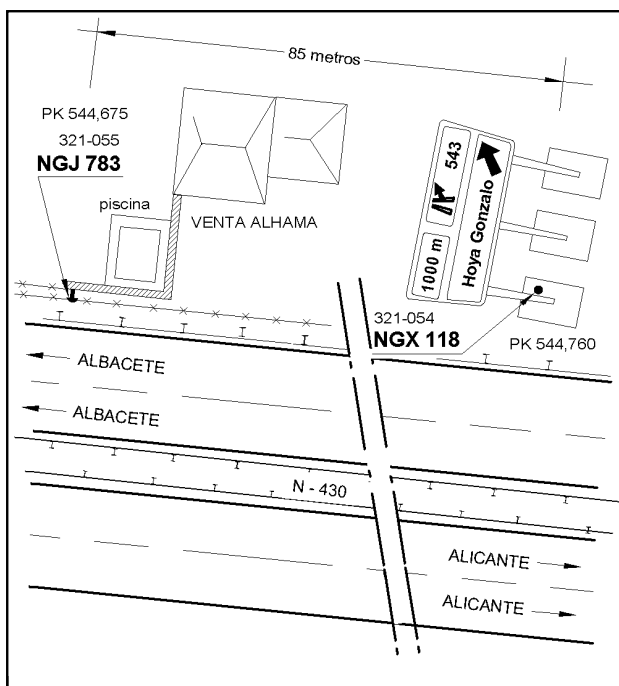 85 metros
PK 544,675
321-055
NGJ 783
piscina
VENTA ALHAMA
543
1000 m
Hoya Gonzalo
321-054
NGX 118
PK 544,760
ALBACETE
ALBACETE
N - 430
ALICANTE
ALICANTE